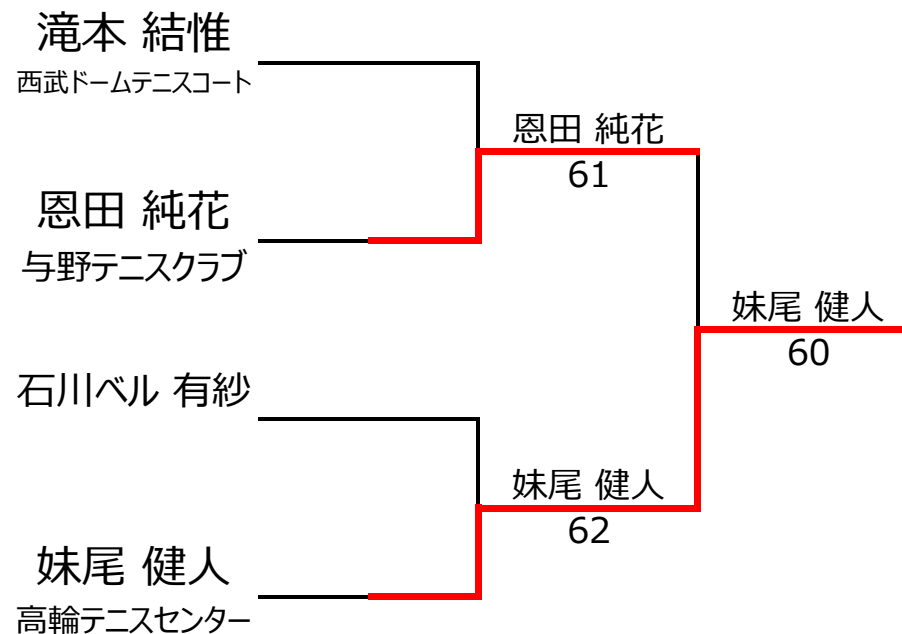 滝本 結惟
西武ドームテニスコート
恩田 純花
61
恩田 純花
与野テニスクラブ
妹尾 健人
60
石川ベル 有紗
妹尾 健人
62
妹尾 健人
高輪テニスセンター